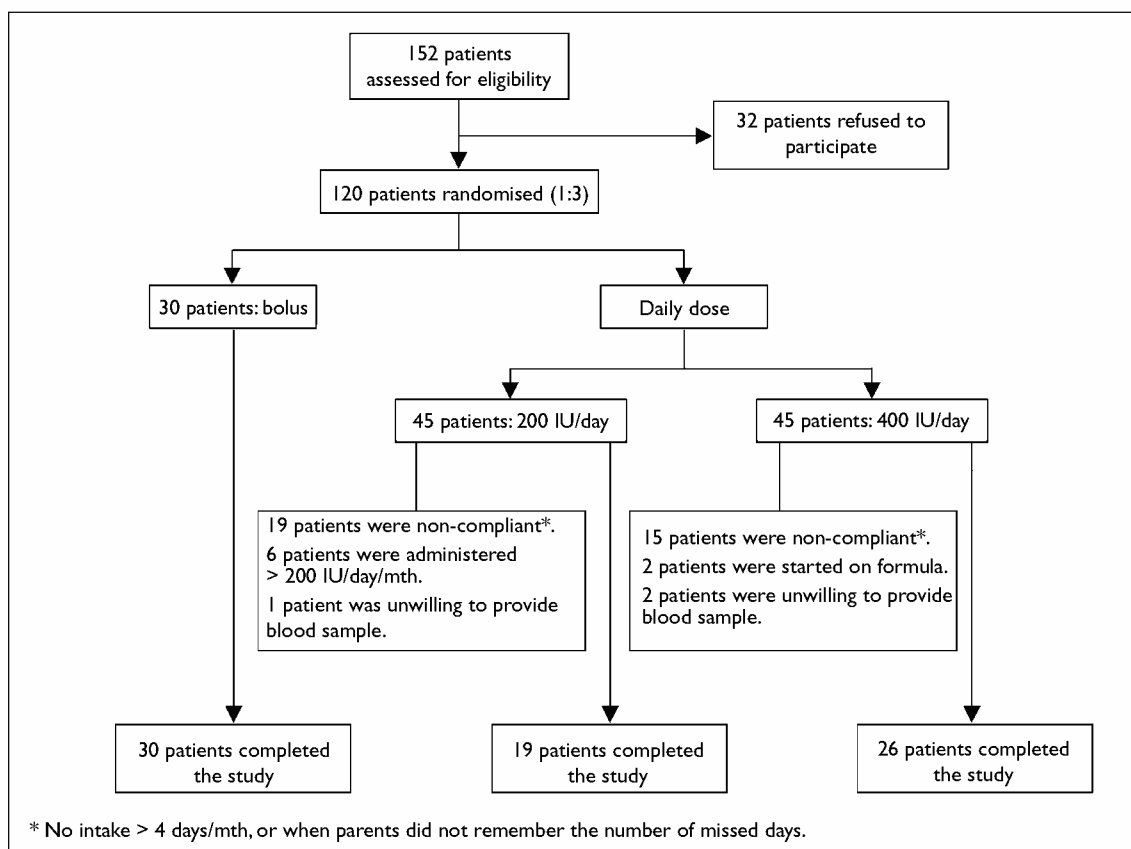 152 patients
assessed for eligibility
32 patients refused to
participate
120 patients randomised (1:3)
30 patients: bolus
Daily dose
45 patients: 200 IU/day
45 patients: 400 IU/day
19 patients were non-compliant*.
6 patients were administered
> 200 IU/day/mth.
1 patient was unwilling to provide
blood sample.
15 patients were non-compliant*.
2 patients were started on formula.
2 patients were unwilling to provide
blood sample.
30 patients completed
the study
19 patients completed
the study
26 patients completed
the study
* No intake > 4 days/mth, or when parents did not remember the number of missed days.